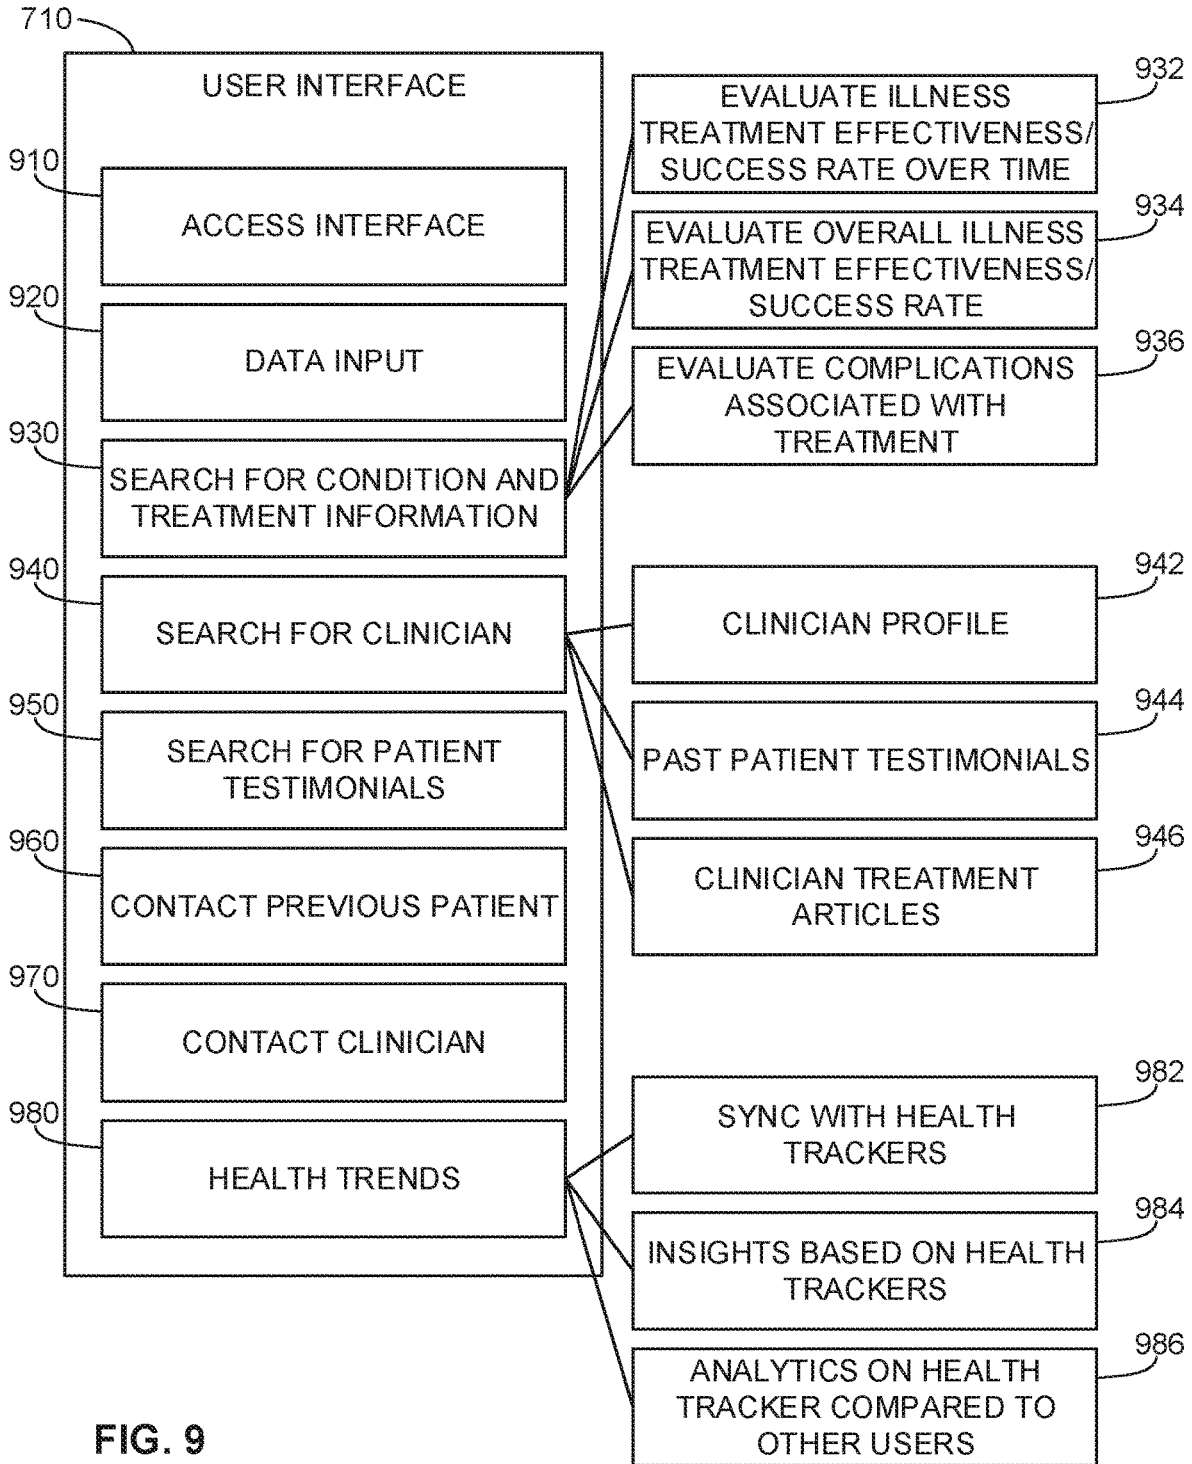 710
USER INTERFACE
910
ACCESS INTERFACE
920
DATA INPUT
930
SEARCH FOR CONDITION AND
TREATMENT INFORMATION
940
SEARCH FOR CLINICIAN
950
SEARCH FOR PATIENT
TESTIMONIALS
960
CONTACT PREVIOUS PATIENT
970
CONTACT CLINICIAN
980
HEALTH TRENDS
932
EVALUATE ILLNESS
TREATMENT EFFECTIVENESS/
SUCCESS RATE OVER TIME
934
EVALUATE OVERALL ILLNESS
TREATMENT EFFECTIVENESS/
SUCCESS RATE
936
EVALUATE COMPLICATIONS
ASSOCIATED WITH
TREATMENT
942
CLINICIAN PROFILE
944
PAST PATIENT TESTIMONIALS
946
CLINICIAN TREATMENT
ARTICLES
982
SYNC WITH HEALTH
TRACKERS
984
INSIGHTS BASED ON HEALTH
TRACKERS
986
ANALYTICS ON HEALTH
TRACKER COMPARED TO
OTHER USERS
FIG. 9